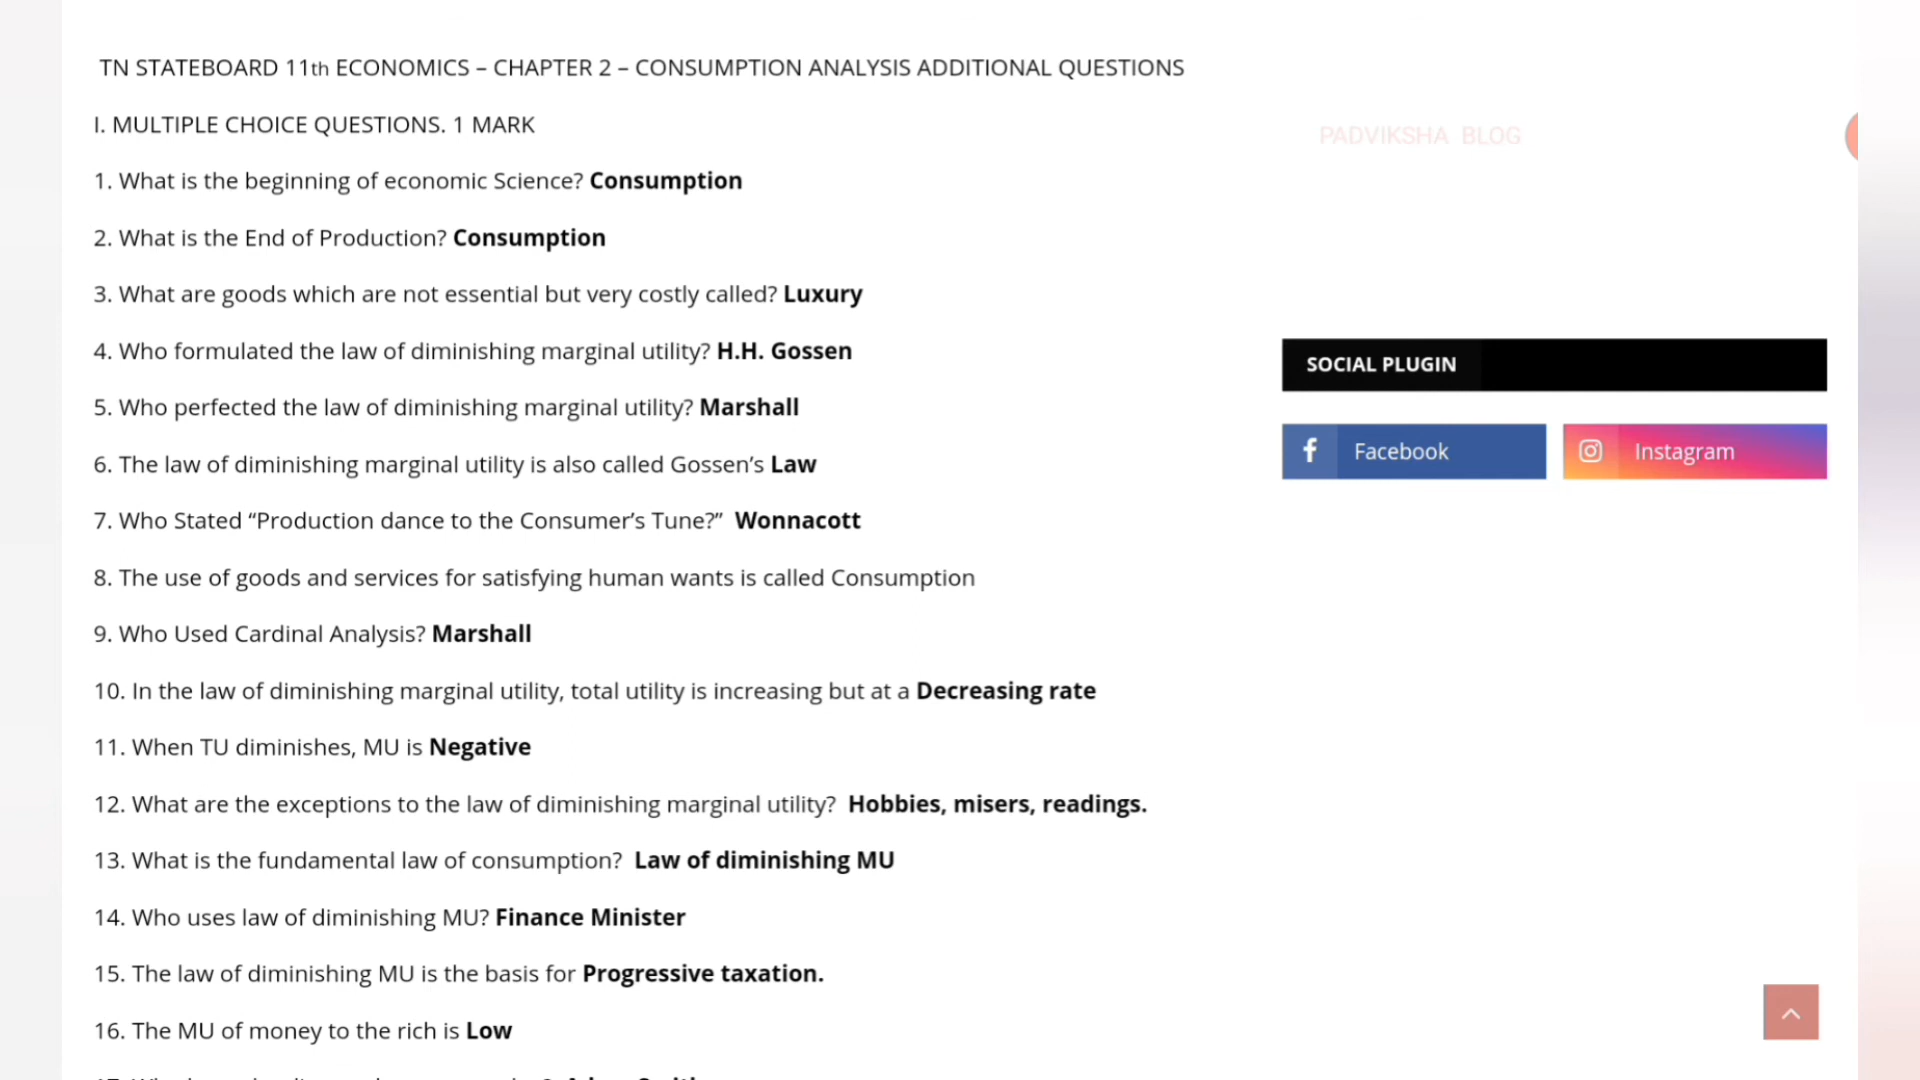 TN STATEBOARD 11th ECONOMICS – CHAPTER 2 – CONSUMPTION ANALYSIS ADDITIONAL QUESTIONS
I. MULTIPLE CHOICE QUESTIONS. 1 MARK
1. What is the beginning of economic Science? Consumption
2. What is the End of Production? Consumption
3. What are goods which are not essential but very costly called? Luxury
4. Who formulated the law of diminishing marginal utility? H.H. Gossen
5. Who perfected the law of diminishing marginal utility? Marshall
6. The law of diminishing marginal utility is also called Gossen’s Law
7. Who Stated “Production dance to the Consumer’s Tune?” Wonnacott
8. The use of goods and services for satisfying human wants is called Consumption
9. Who Used Cardinal Analysis? Marshall
10. In the law of diminishing marginal utility, total utility is increasing but at a Decreasing rate
11. When TU diminishes, MU is Negative
12. What are the exceptions to the law of diminishing marginal utility? Hobbies, misers, readings.
13. What is the fundamental law of consumption? Law of diminishing MU
14. Who uses law of diminishing MU? Finance Minister
15. The law of diminishing MU is the basis for Progressive taxation.
16. The MU of money to the rich is Low
PADVIKSHA BLOG
SOCIAL PLUGIN
Facebook
Instagram